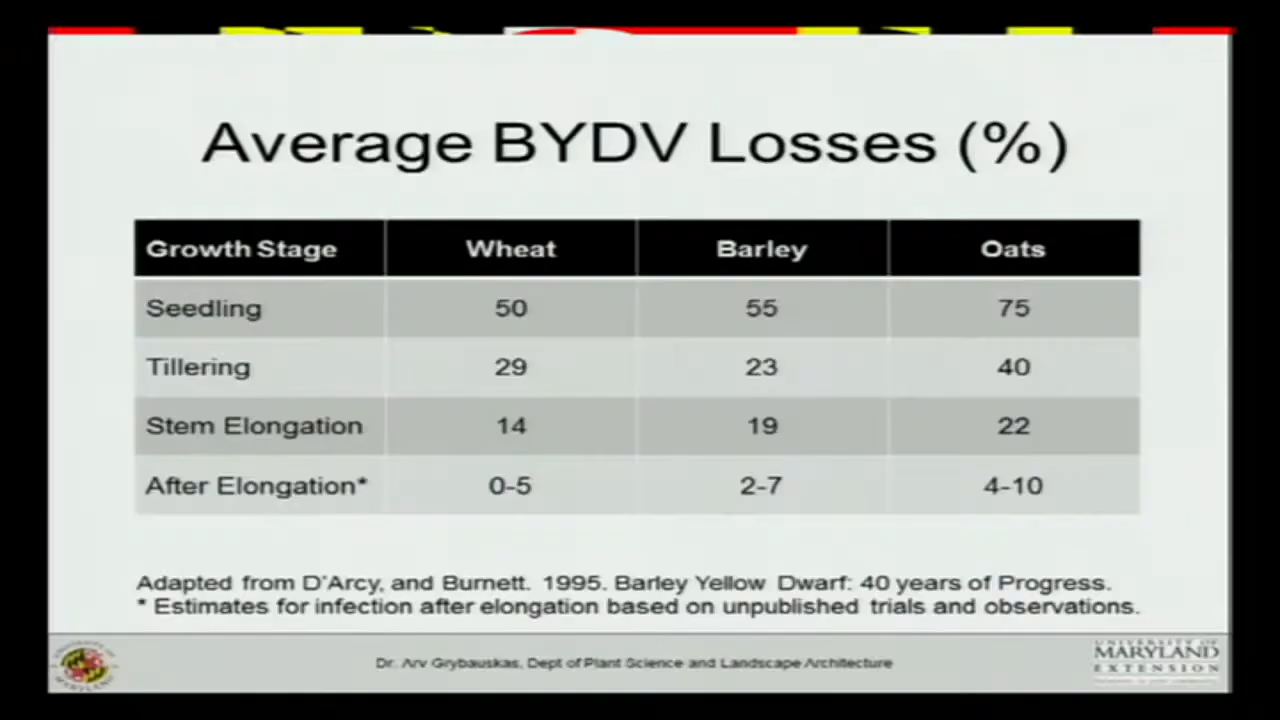 Average BYDV Losses (%)
Growth Stage Wheat Barley Oats
Seedling 50 55 75
Tillering 29 23 40
Stem Elongation 14 19 22
After Elongation* 0-5 2-7 4-10
Adapted from D'Arcy, and Burnett. 1995. Barley Yellow Dwarf: 40 years of Progress.
* Estimates for infection after elongation based on unpublished trials and observations.
Dr. Arv Grybauskas, Dept of Plant Science and Landscape Architecture
UNIVERSITY OF
MARYLAND
EXTENSION